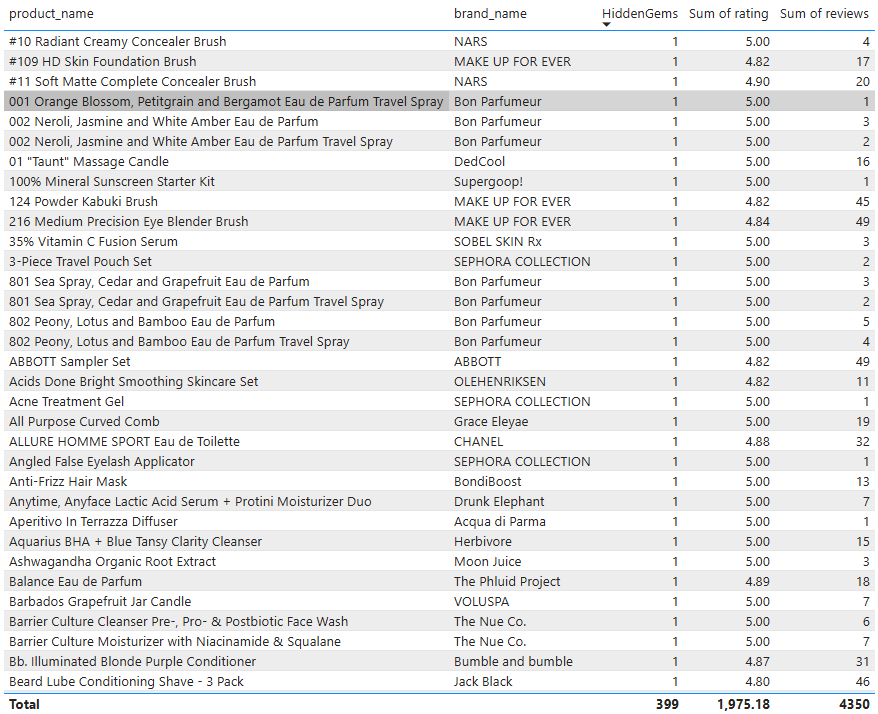 product_name brand_name HiddenGems Sum of rating Sum of reviews
#10 Radiant Creamy Concealer Brush NARS 1 5.00 4
#109 HD Skin Foundation Brush MAKE UP FOR EVER 1 4.82 17
#11 Soft Matte Complete Concealer Brush NARS 1 4.90 20
001 Orange Blossom, Petitgrain and Bergamot Eau de Parfum Travel Spray Bon Parfumeur 1 5.00 1
002 Neroli, Jasmine and White Amber Eau de Parfum Bon Parfumeur 1 5.00 3
002 Neroli, Jasmine and White Amber Eau de Parfum Travel Spray Bon Parfumeur 1 5.00 2
01 "Taunt" Massage Candle DedCool 1 5.00 16
100% Mineral Sunscreen Starter Kit Supergoop! 1 5.00 1
124 Powder Kabuki Brush MAKE UP FOR EVER 1 4.82 45
216 Medium Precision Eye Blender Brush MAKE UP FOR EVER 1 4.84 49
35% Vitamin C Fusion Serum SOBEL SKIN Rx 1 5.00 3
3-Piece Travel Pouch Set SEPHORA COLLECTION 1 5.00 2
801 Sea Spray, Cedar and Grapefruit Eau de Parfum Bon Parfumeur 1 5.00 3
801 Sea Spray, Cedar and Grapefruit Eau de Parfum Travel Spray Bon Parfumeur 1 5.00 2
802 Peony, Lotus and Bamboo Eau de Parfum Bon Parfumeur 1 5.00 5
802 Peony, Lotus and Bamboo Eau de Parfum Travel Spray Bon Parfumeur 1 5.00 4
ABBOTT Sampler Set ABBOTT 1 4.82 49
Acids Done Bright Smoothing Skincare Set OLEHENRIKSEN 1 4.82 11
Acne Treatment Gel SEPHORA COLLECTION 1 5.00 1
All Purpose Curved Comb Grace Eleyae 1 5.00 19
ALLURE HOMME SPORT Eau de Toilette CHANEL 1 4.88 32
Angled False Eyelash Applicator SEPHORA COLLECTION 1 5.00 1
Anti-Frizz Hair Mask BondiBoost 1 5.00 13
Anytime, Anyface Lactic Acid Serum + Protini Moisturizer Duo Drunk Elephant 1 5.00 7
Aperitivo In Terrazza Diffuser Acqua di Parma 1 5.00 1
Aquarius BHA + Blue Tansy Clarity Cleanser Herbivore 1 5.00 15
Ashwagandha Organic Root Extract Moon Juice 1 5.00 3
Balance Eau de Parfum The Phluid Project 1 4.89 18
Barbados Grapefruit Jar Candle VOLUSPA 1 5.00 7
Barrier Culture Cleanser Pre-, Pro- & Postbiotic Face Wash The Nue Co. 1 5.00 6
Barrier Culture Moisturizer with Niacinamide & Squalane The Nue Co. 1 5.00 7
Bb. Illuminated Blonde Purple Conditioner Bumble and bumble 1 4.87 31
Beard Lube Conditioning Shave - 3 Pack Jack Black 1 4.80 46
Total 399 1,975.18 4350